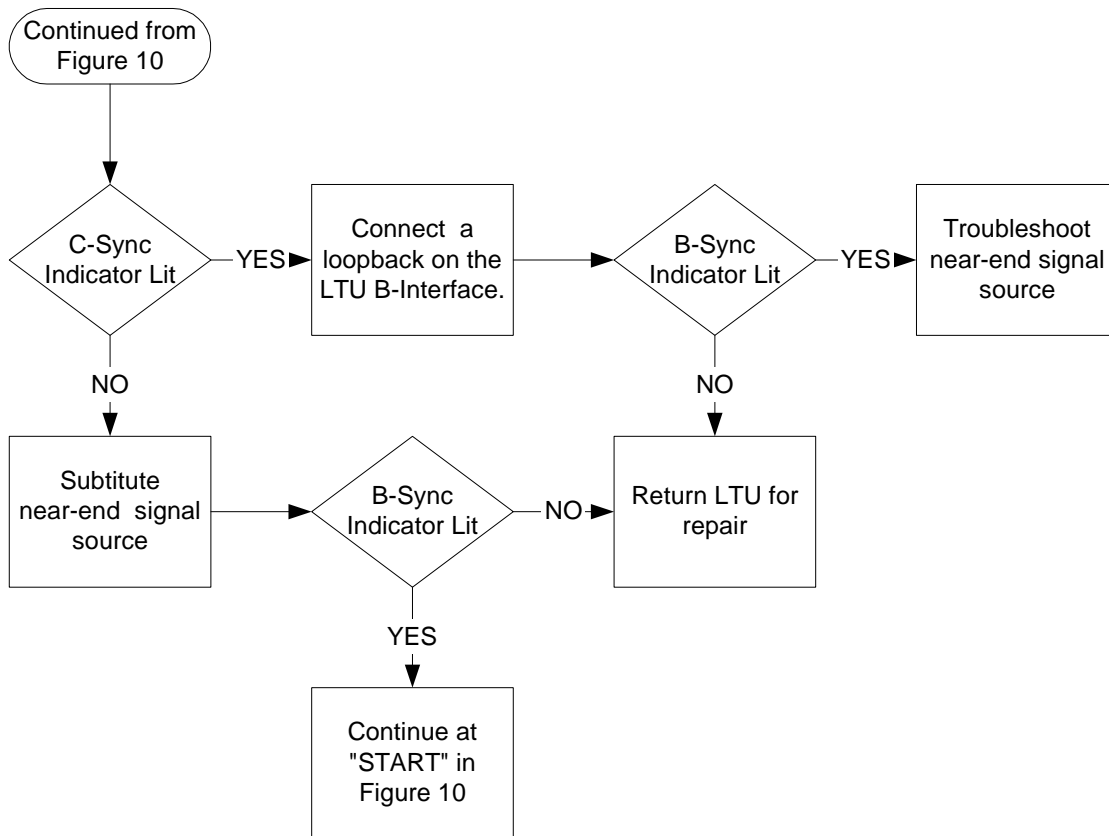 Continued from
Figure 10
C-Sync
Indicator Lit
YES
Connect a
loopback on the
LTU B-Interface.
B-Sync
Indicator Lit
YES
Troubleshoot
near-end signal
source
NO
NO
Subtitute
near-end signal
source
B-Sync
Indicator Lit
NO
Return LTU for
repair
YES
Continue at
"START" in
Figure 10